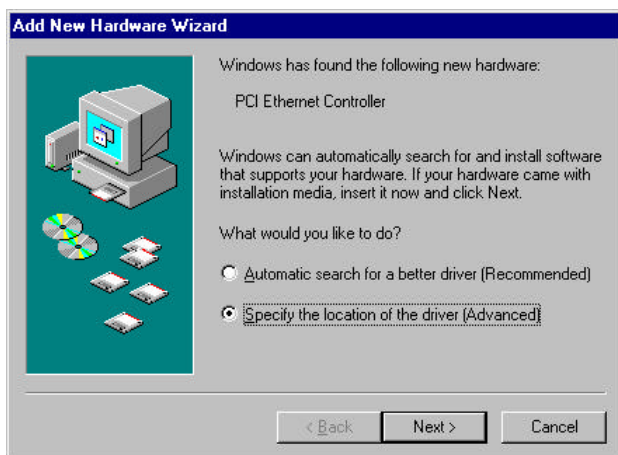 Add New Hardware Wizard
Windows has found the following new hardware:
PCI Ethernet Controller
Windows can automatically search for and install software
that supports your hardware. If your hardware came with
installation media, insert it now and click Next.
What would you like to do?
Automatic search for a better driver (Recommended)
Specify the location of the driver (Advanced)
< Back
Next >
Cancel